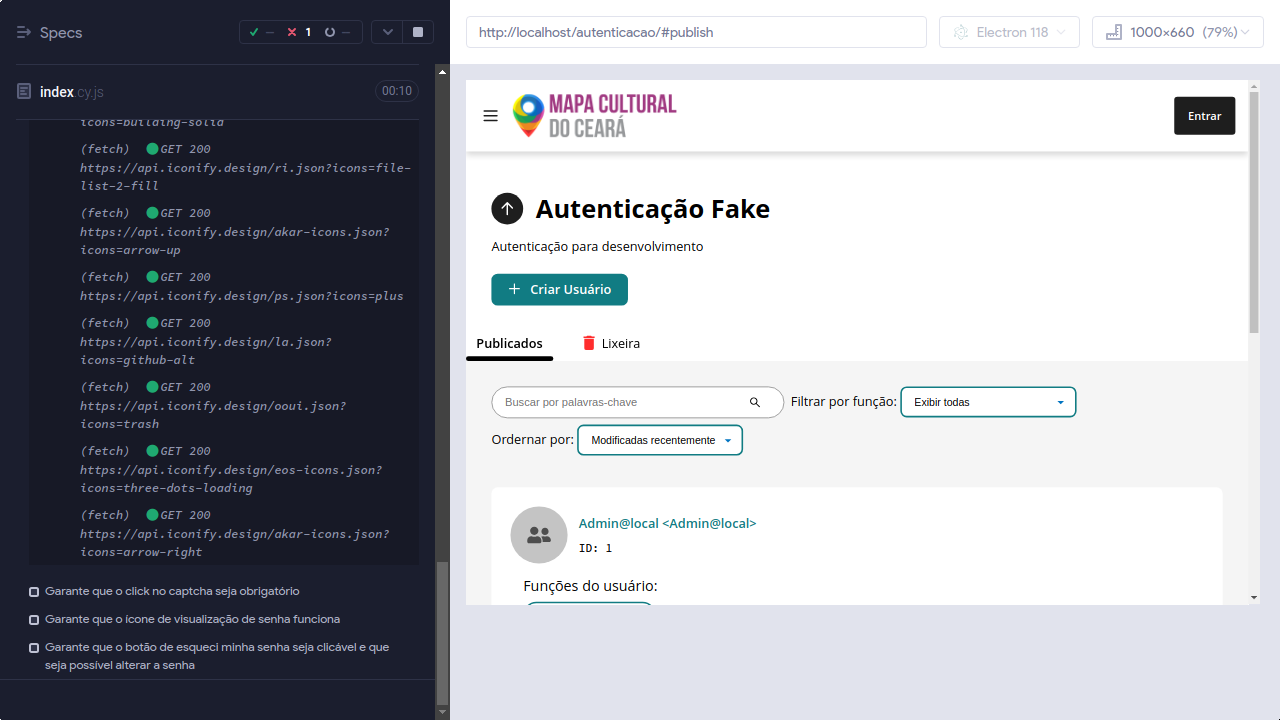 Specs
--
1
--
http://localhost/autenticacao/#publish
Electron 118
1000×660 (79%)
index.cy.js
00:10
icons=building-solid
(fetch) GET 200
https://api.iconify.design/ri.json?icons=file-
list-2-fill
(fetch) GET 200
https://api.iconify.design/akar-icons.json?
icons=arrow-up
(fetch) GET 200
https://api.iconify.design/ps.json?icons=plus
(fetch) GET 200
https://api.iconify.design/la.json?
icons=github-alt
(fetch) GET 200
https://api.iconify.design/ooui.json?
icons=trash
(fetch) GET 200
https://api.iconify.design/eos-icons.json?
icons=three-dots-loading
(fetch) GET 200
https://api.iconify.design/akar-icons.json?
icons=arrow-right
Garante que o click no captcha seja obrigatório
Garante que o ícone de visualização de senha funciona
Garante que o botão de esqueci minha senha seja clicável e que
seja possível alterar a senha
MAPA CULTURAL
DO CEARÁ
Entrar
Autenticação Fake
Autenticação para desenvolvimento
Criar Usuário
Publicados
Lixeira
Buscar por palavras-chave
Filtrar por função:
Exibir todas
Ordernar por:
Modificadas recentemente
Admin@local <Admin@local>
ID: 1
Funções do usuário: